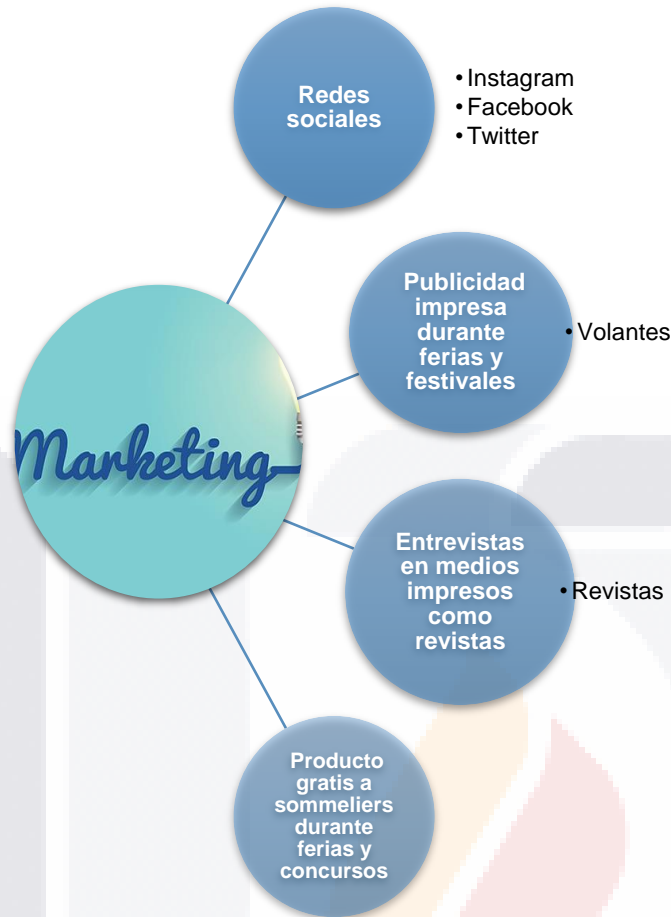 Redes
sociales
• Instagram
• Facebook
• Twitter
Publicidad
impresa
durante
ferias y
festivales
• Volantes
Marketing
Entrevistas
en medios
impresos
como
revistas
• Revistas
Producto
gratis a
sommeliers
durante
ferias y
concursos